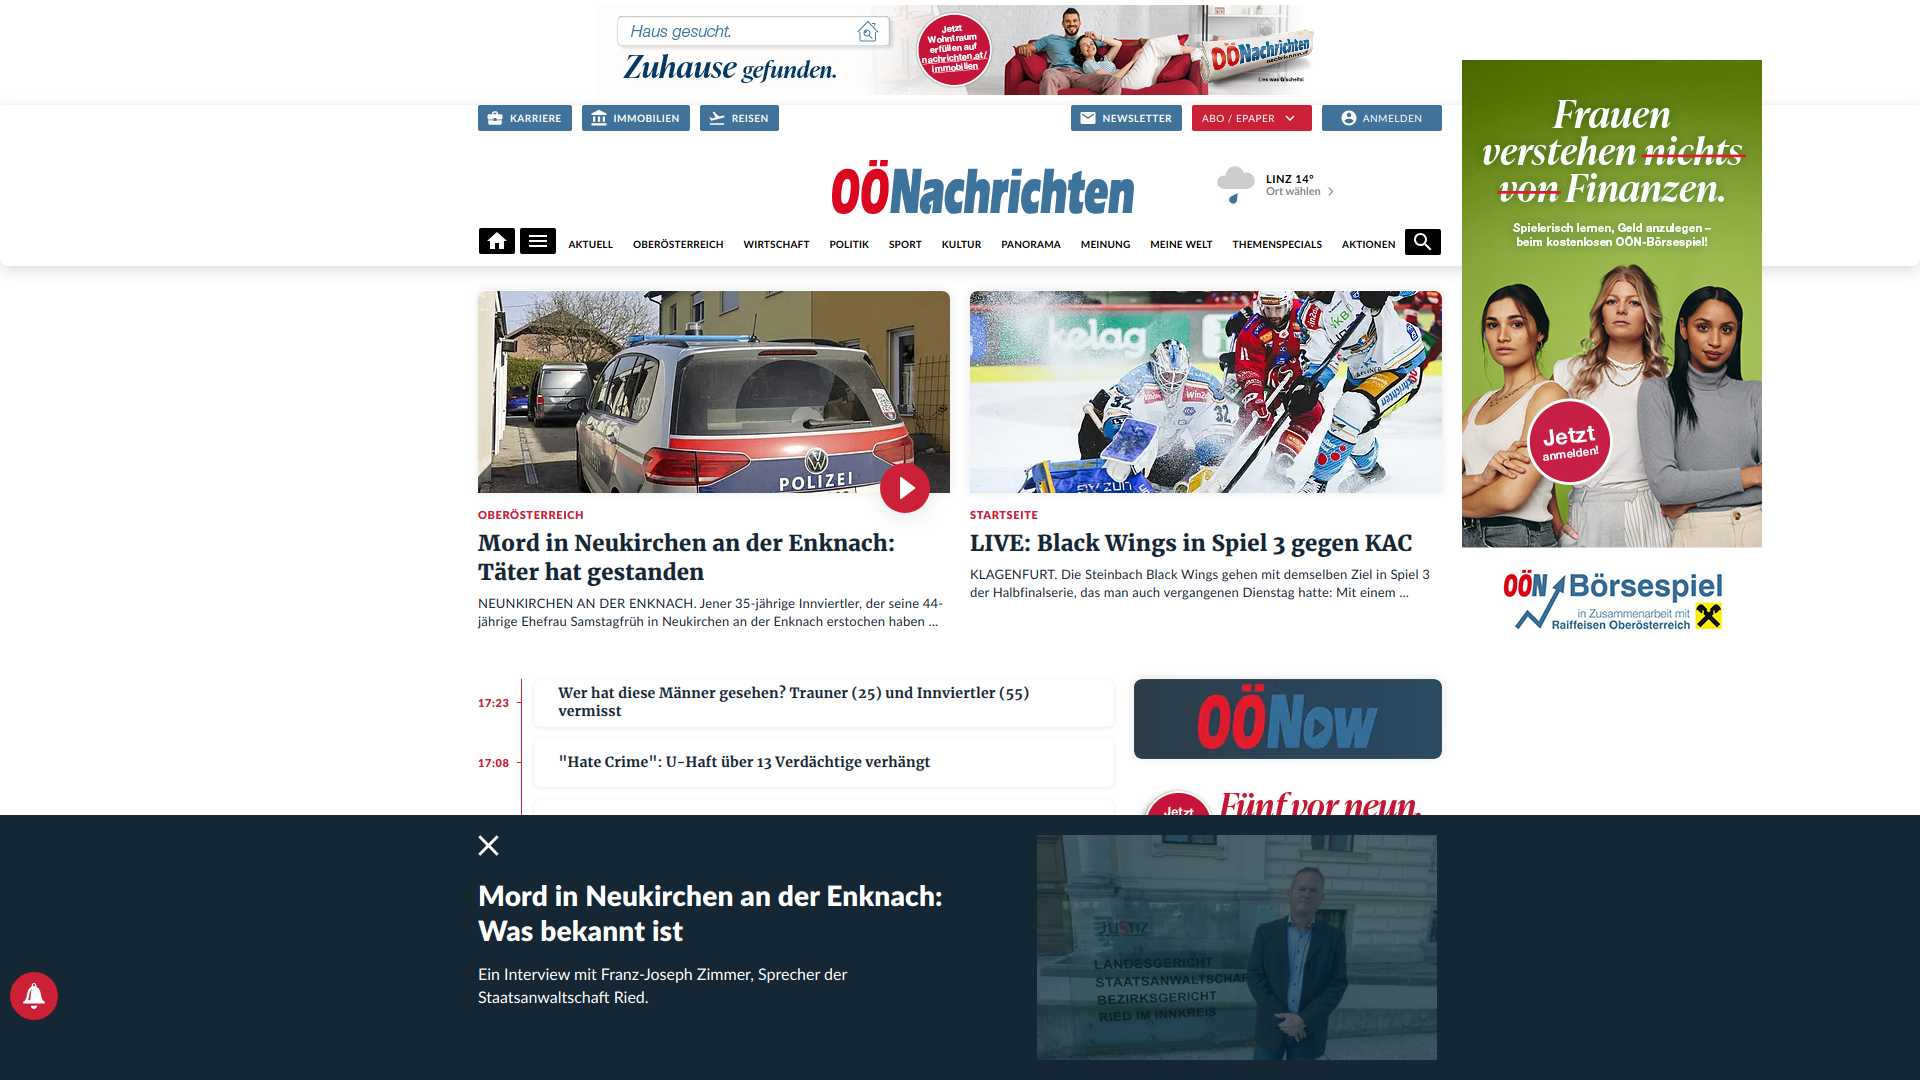 Haus gesucht.
Zuhause gefunden.
Jetzt
Wohntraum
erfüllen auf
nachrichten.at/
immobilien
OÖNachrichten
Lies was G'scheits!
KARRIERE
IMMOBILIEN
REISEN
NEWSLETTER
ABO / EPAPER
ANMELDEN
OÖNachrichten
LINZ 14°
Ort wählen
AKTUELL
OBERÖSTERREICH
WIRTSCHAFT
POLITIK
SPORT
KULTUR
PANORAMA
MEINUNG
MEINE WELT
THEMENSPECIALS
AKTIONEN
Frauen
verstehen nichts
von Finanzen.
Spielerisch lernen, Geld anzulegen –
beim kostenlosen OÖN-Börsespiel!
Jetzt
anmelden!
OÖN Börsespiel
in Zusammenarbeit mit
Raiffeisen Oberösterreich
POLIZEI
kelag
32
32
OBERÖSTERREICH
Mord in Neukirchen an der Enknach:
Täter hat gestanden
NEUNKIRCHEN AN DER ENKNACH. Jener 35-jährige Innviertler, der seine 44-
jährige Ehefrau Samstagfrüh in Neukirchen an der Enknach erstochen haben ...
STARTSEITE
LIVE: Black Wings in Spiel 3 gegen KAC
KLAGENFURT. Die Steinbach Black Wings gehen mit demselben Ziel in Spiel 3
der Halbfinalserie, das man auch vergangenen Dienstag hatte: Mit einem ...
17:23
Wer hat diese Männer gesehen? Trauner (25) und Innviertler (55)
vermisst
17:08
"Hate Crime": U-Haft über 13 Verdächtige verhängt
OÖNow
Jetzt
Fünf vor neun.
Mord in Neukirchen an der Enknach:
Was bekannt ist
Ein Interview mit Franz-Joseph Zimmer, Sprecher der
Staatsanwaltschaft Ried.
LANDESGERICHT
STAATSANWALTSCHAF
BEZIRKSGERICHT
RIED IM INNKREIS